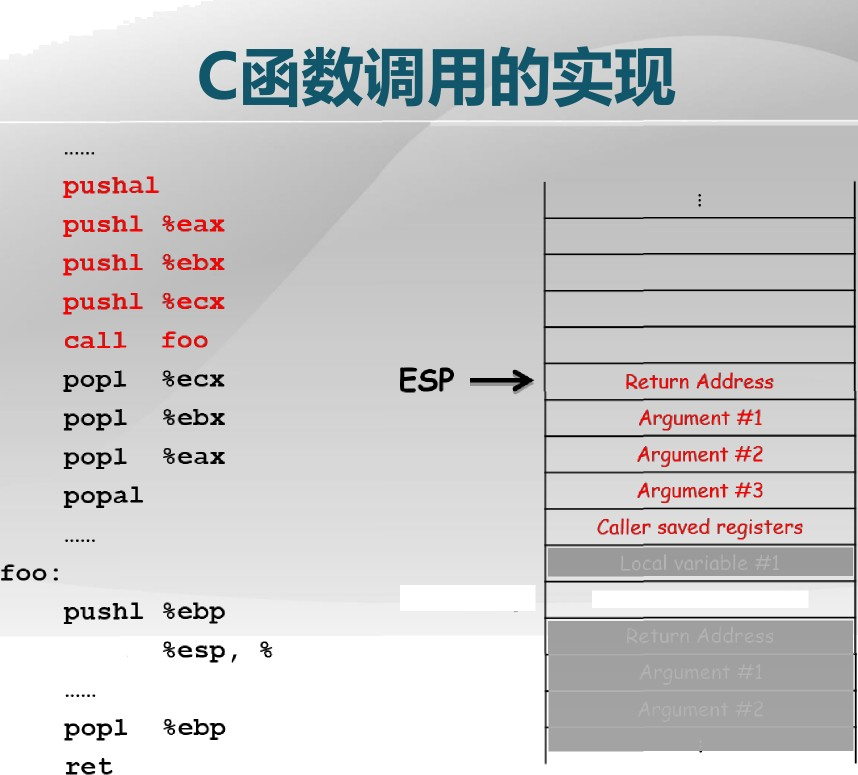 C函数调用的实现
……
pushal
pushl %eax
pushl %ebx
pushl %ecx
call foo
popl %ecx
popl %ebx
popl %eax
popal
……
foo:
pushl %ebp
%esp, %
……
popl %ebp
ret
ESP
⋮
Return Address
Argument #1
Argument #2
Argument #3
Caller saved registers
Local variable #1
Return Address
Argument #1
Argument #2